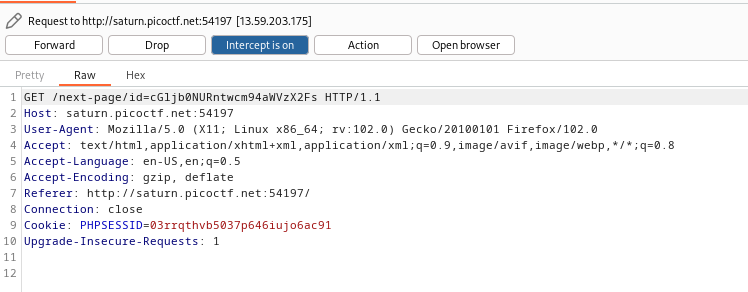 Request to http://saturn.picoctf.net:54197 [13.59.203.175]
Forward Drop Intercept is on Action Open browser
Pretty Raw Hex
1 GET /next-page/id=cGljb0NURntwcm94aWVzX2Fs HTTP/1.1
2 Host: saturn.picoctf.net:54197
3 User-Agent: Mozilla/5.0 (X11; Linux x86_64; rv:102.0) Gecko/20100101 Firefox/102.0
4 Accept: text/html,application/xhtml+xml,application/xml;q=0.9,image/avif,image/webp,*/*;q=0.8
5 Accept-Language: en-US,en;q=0.5
6 Accept-Encoding: gzip, deflate
7 Referer: http://saturn.picoctf.net:54197/
8 Connection: close
9 Cookie: PHPSESSID=03rrqthvb5037p646iujo6ac91
10 Upgrade-Insecure-Requests: 1
11
12